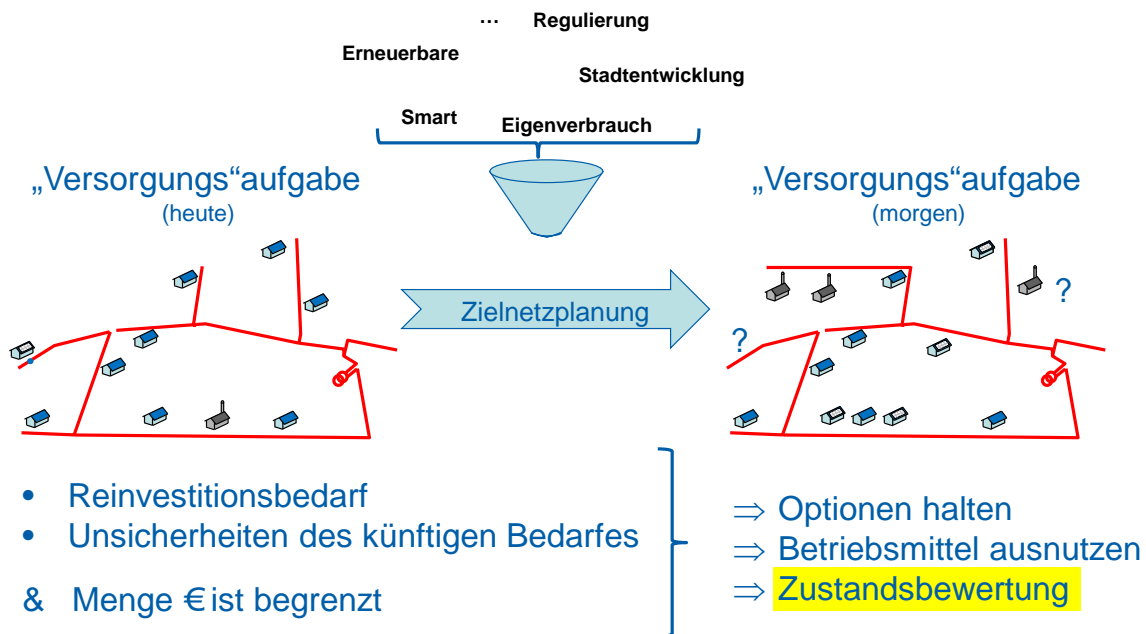 … Regulierung
Erneuerbare
Stadtentwicklung
Smart
Eigenverbrauch
„Versorgungs“aufgabe
(heute)
„Versorgungs“aufgabe
(morgen)
Zielnetzplanung
?
?
• Reinvestitionsbedarf
• Unsicherheiten des künftigen Bedarfes
& Menge € ist begrenzt
⇒ Optionen halten
⇒ Betriebsmittel ausnutzen
⇒ Zustandsbewertung